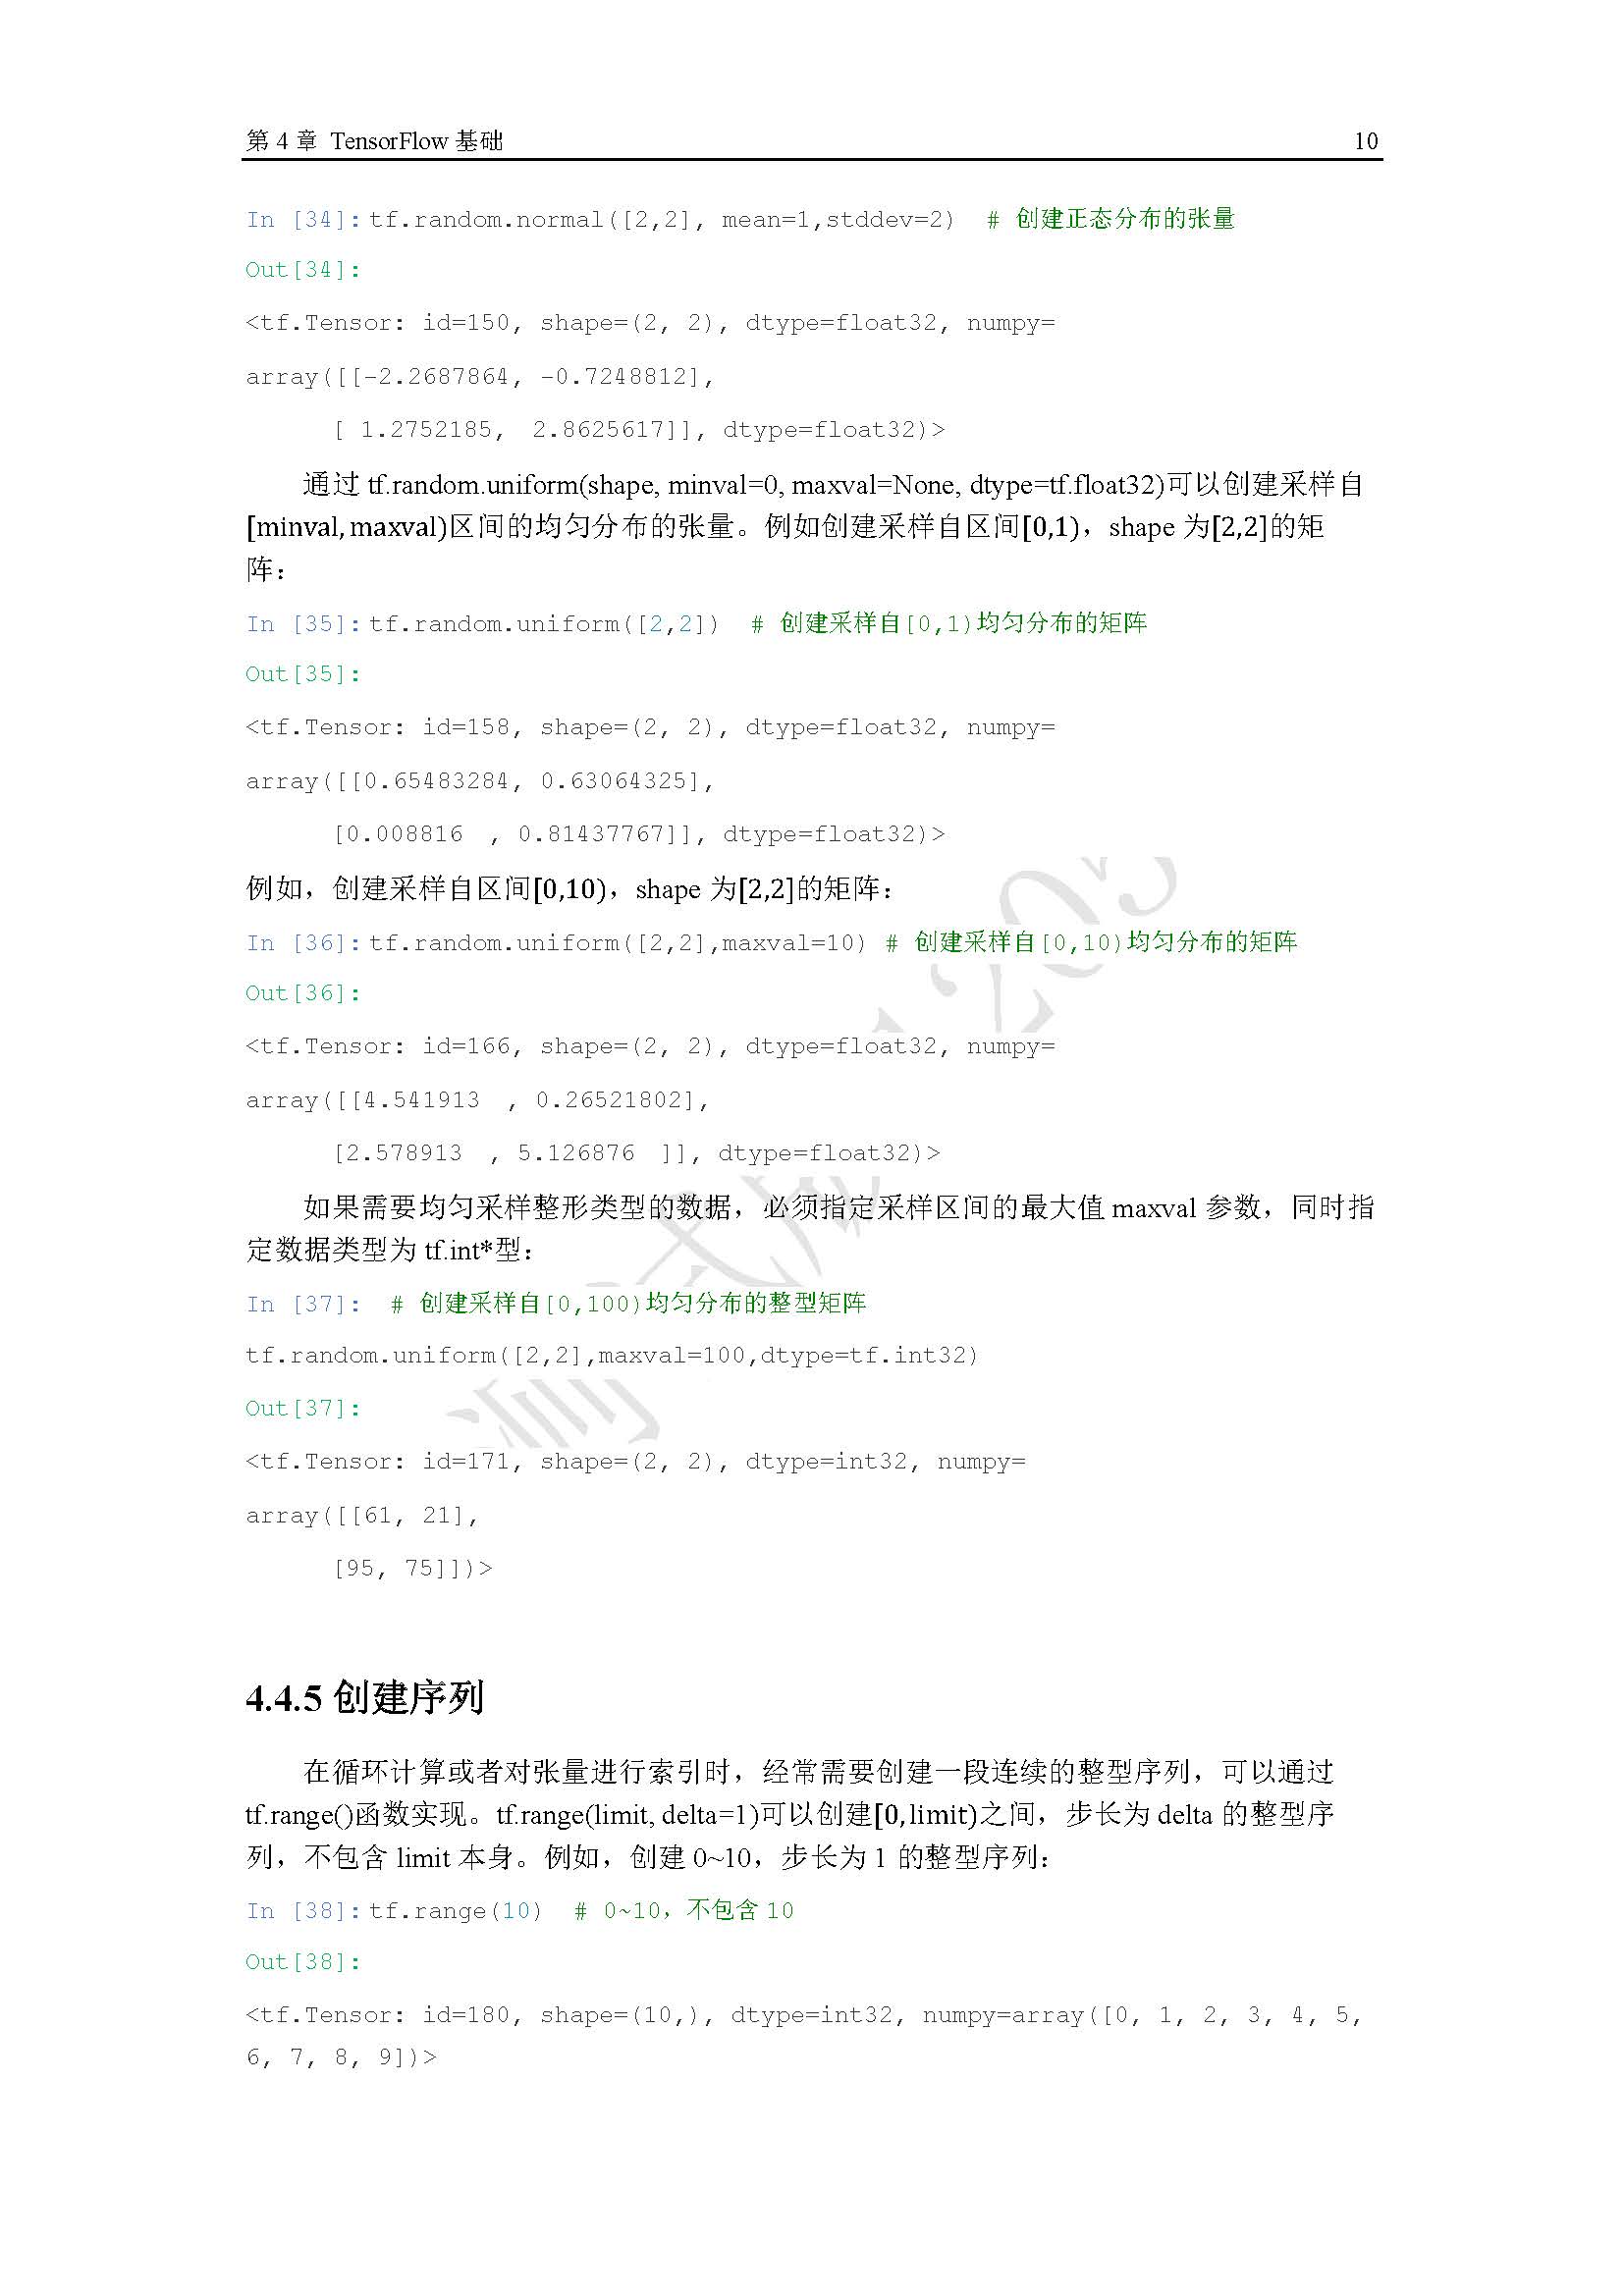 第 4 章 TensorFlow 基础 10
In [34]: tf.random.normal([2,2], mean=1,stddev=2) # 创建正态分布的张量
Out[34]:
<tf.Tensor: id=150, shape=(2, 2), dtype=float32, numpy=
array([[-2.2687864, -0.7248812],
[ 1.2752185, 2.8625617]], dtype=float32)>
通过 tf.random.uniform(shape, minval=0, maxval=None, dtype=tf.float32)可以创建采样自
[minval, maxval)区间的均匀分布的张量。例如创建采样自区间[0,1)，shape 为[2,2]的矩
阵：
In [35]: tf.random.uniform([2,2]) # 创建采样自[0,1)均匀分布的矩阵
Out[35]:
<tf.Tensor: id=158, shape=(2, 2), dtype=float32, numpy=
array([[0.65483284, 0.63064325],
[0.008816 , 0.81437767]], dtype=float32)>
例如，创建采样自区间[0,10)，shape 为[2,2]的矩阵：
In [36]: tf.random.uniform([2,2],maxval=10) # 创建采样自[0,10)均匀分布的矩阵
Out[36]:
<tf.Tensor: id=166, shape=(2, 2), dtype=float32, numpy=
array([[4.541913 , 0.26521802],
[2.578913 , 5.126876 ]], dtype=float32)>
如果需要均匀采样整形类型的数据，必须指定采样区间的最大值 maxval 参数，同时指
定数据类型为 tf.int*型：
In [37]: # 创建采样自[0,100)均匀分布的整型矩阵
tf.random.uniform([2,2],maxval=100,dtype=tf.int32)
Out[37]:
<tf.Tensor: id=171, shape=(2, 2), dtype=int32, numpy=
array([[61, 21],
[95, 75]])>
4.4.5 创建序列
在循环计算或者对张量进行索引时，经常需要创建一段连续的整型序列，可以通过
tf.range()函数实现。tf.range(limit, delta=1)可以创建[0, limit)之间，步长为 delta 的整型序
列，不包含 limit 本身。例如，创建 0~10，步长为 1 的整型序列：
In [38]: tf.range(10) # 0~10，不包含 10
Out[38]:
<tf.Tensor: id=180, shape=(10,), dtype=int32, numpy=array([0, 1, 2, 3, 4, 5,
6, 7, 8, 9])>